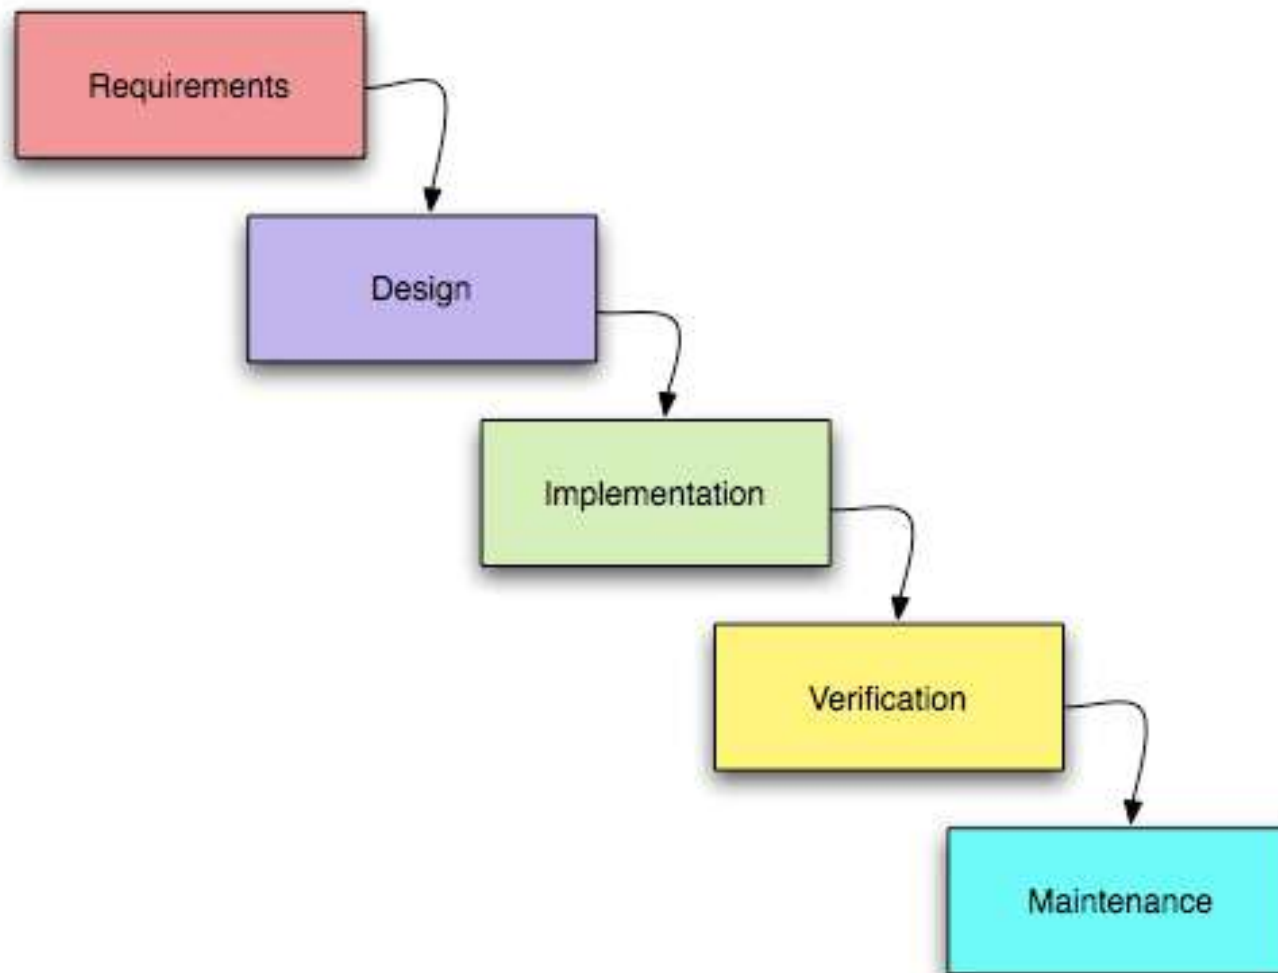 Requirements
Design
Implementation
Verification
Maintenance